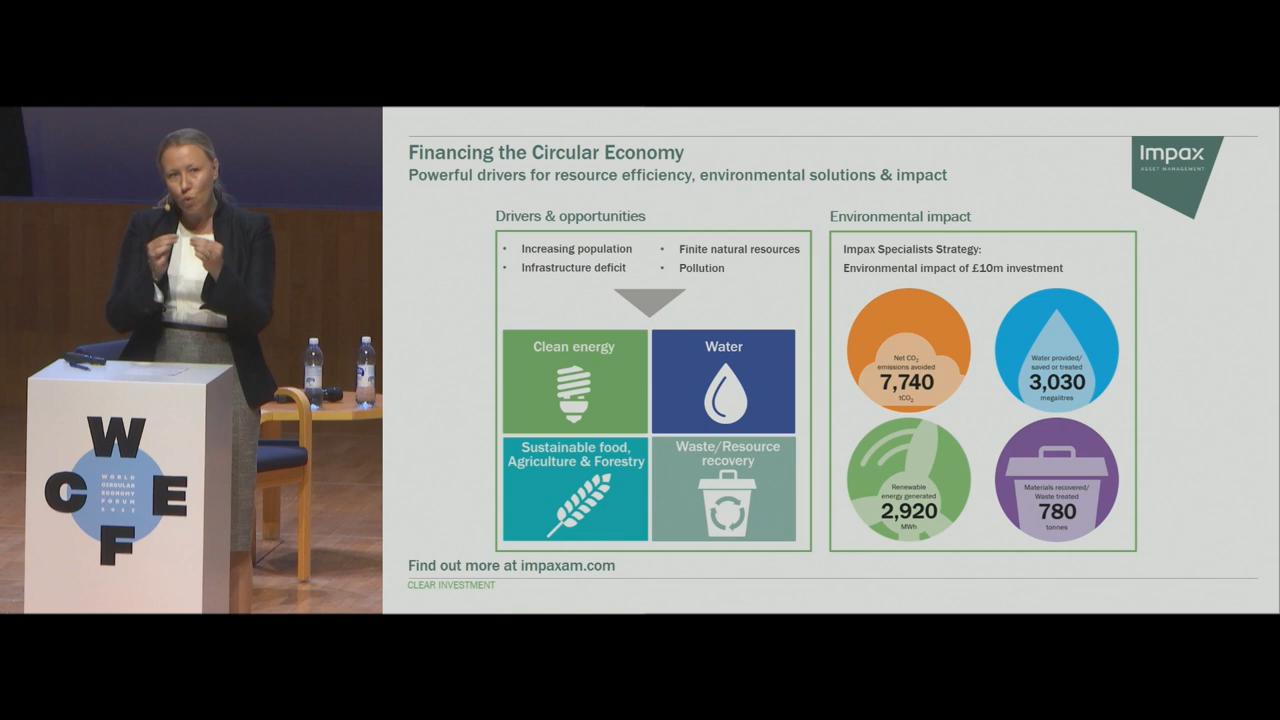 Financing the Circular Economy
Powerful drivers for resource efficiency, environmental solutions & impact
Impax
ASSET MANAGEMENT
Drivers & opportunities
• Increasing population
• Infrastructure deficit
• Finite natural resources
• Pollution
Clean energy
Water
Sustainable food,
Agriculture & Forestry
Waste/Resource
recovery
Environmental impact
Impax Specialists Strategy:
Environmental impact of £10m investment
Net CO₂
emissions avoided
7,740
tCO₂
Water provided/
saved or treated
3,030
megalitres
Renewable
energy generated
2,920
MWh
Materials recovered/
Waste treated
780
tonnes
Find out more at impaxam.com
CLEAR INVESTMENT
W
C E
F
WORLD
CIRCULAR
ECONOMY
FORUM
2017